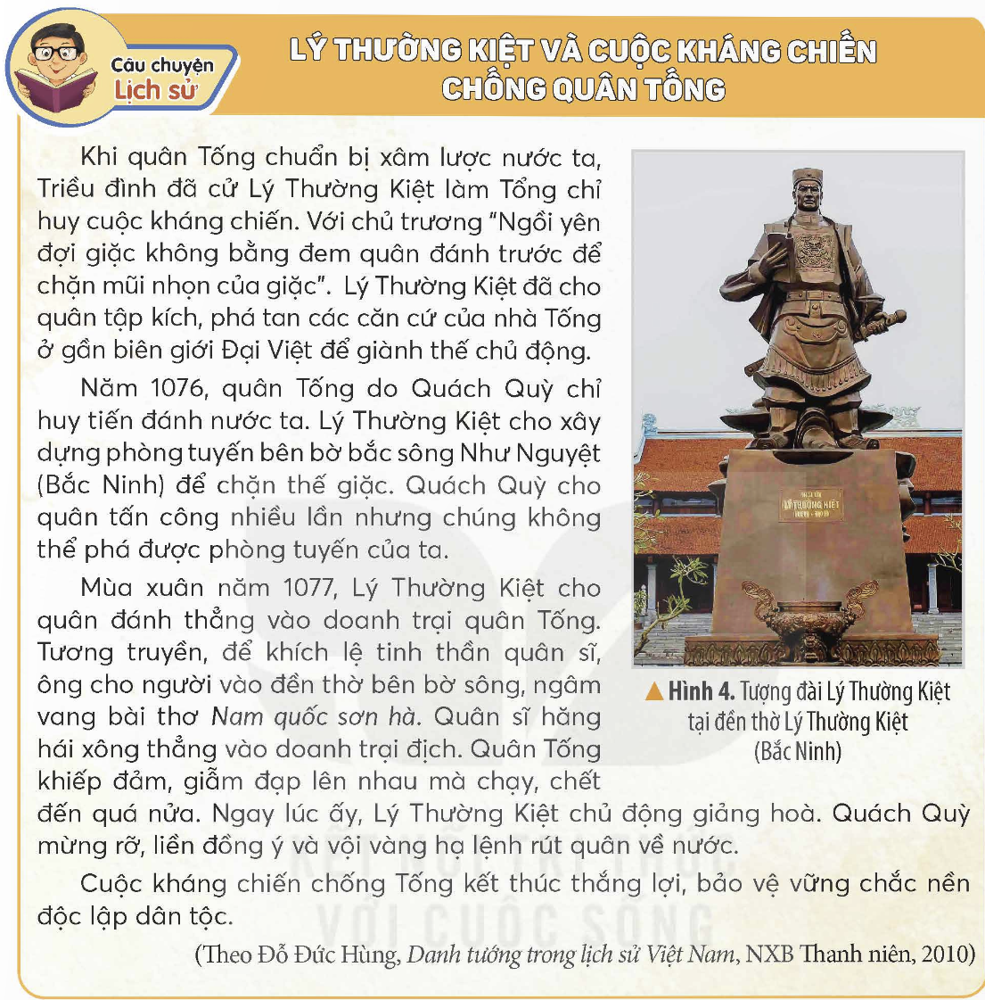 Câu chuyện
Lịch sử
LÝ THƯỜNG KIỆT VÀ CUỘC KHÁNG CHIẾN
CHỐNG QUÂN TỐNG
Khi quân Tống chuẩn bị xâm lược nước ta,
Triều đình đã cử Lý Thường Kiệt làm Tổng chỉ
huy cuộc kháng chiến. Với chủ trương "Ngồi yên
đợi giặc không bằng đem quân đánh trước để
chặn mũi nhọn của giặc". Lý Thường Kiệt đã cho
quân tập kích, phá tan các căn cứ của nhà Tống
ở gần biên giới Đại Việt để giành thế chủ động.
Năm 1076, quân Tống do Quách Quỳ chỉ
huy tiến đánh nước ta. Lý Thường Kiệt cho xây
dựng phòng tuyến bên bờ bắc sông Như Nguyệt
(Bắc Ninh) để chặn thế giặc. Quách Quỳ cho
quân tấn công nhiều lần nhưng chúng không
thể phá được phòng tuyến của ta.
Mùa xuân năm 1077, Lý Thường Kiệt cho
quân đánh thẳng vào doanh trại quân Tống.
Tương truyền, để khích lệ tinh thần quân sĩ,
ông cho người vào đền thờ bên bờ sông, ngâm
vang bài thơ Nam quốc sơn hà. Quân sĩ hăng
hái xông thẳng vào doanh trại địch. Quân Tống
khiếp đảm, giẫm đạp lên nhau mà chạy, chết
đến quá nửa. Ngay lúc ấy, Lý Thường Kiệt chủ động giảng hoà. Quách Quỳ
mừng rỡ, liền đồng ý và vội vàng hạ lệnh rút quân về nước.
Cuộc kháng chiến chống Tống kết thúc thắng lợi, bảo vệ vững chắc nền
độc lập dân tộc.
(Theo Đỗ Đức Hùng, Danh tướng trong lịch sử Việt Nam, NXB Thanh niên, 2010)
LÝ THƯỜNG KIỆT
▲ Hình 4. Tượng đài Lý Thường Kiệt
tại đền thờ Lý Thường Kiệt
(Bắc Ninh)
KẾT NỐI TRI THỨC
VỚI CUỘC SỐNG